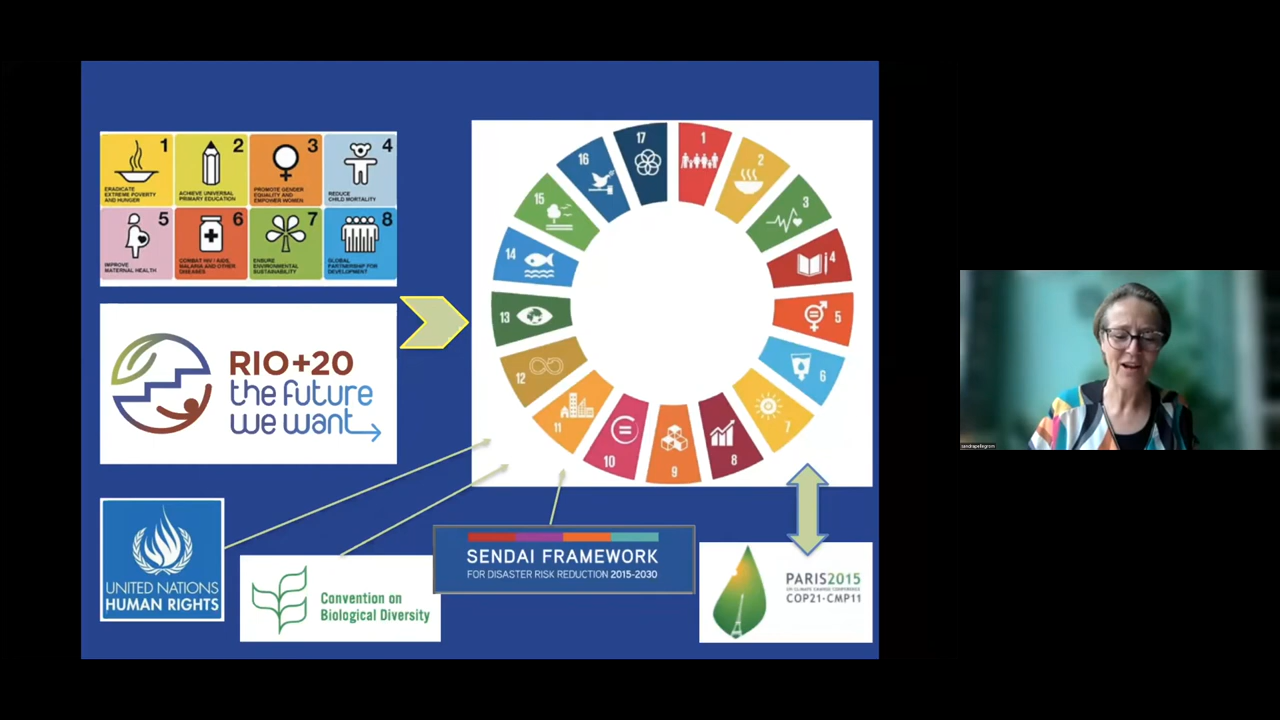 1
ERADICATE
EXTREME POVERTY
AND HUNGER
2
ACHIEVE UNIVERSAL
PRIMARY EDUCATION
3
PROMOTE GENDER
EQUALITY AND
EMPOWER WOMEN
4
REDUCE
CHILD MORTALITY
5
IMPROVE
MATERNAL HEALTH
6
COMBAT HIV / AIDS,
MALARIA AND OTHER
DISEASES
7
ENSURE
ENVIRONMENTAL
SUSTAINABILITY
8
GLOBAL
PARTNERSHIP FOR
DEVELOPMENT
RIO+20
the future
we want
1
2
3
4
5
6
7
8
9
10
11
12
13
14
15
16
17
UNITED NATIONS
HUMAN RIGHTS
Convention on
Biological Diversity
SENDAI FRAMEWORK
FOR DISASTER RISK REDUCTION 2015-2030
PARIS2015
UN CLIMATE CHANGE CONFERENCE
COP21·CMP11